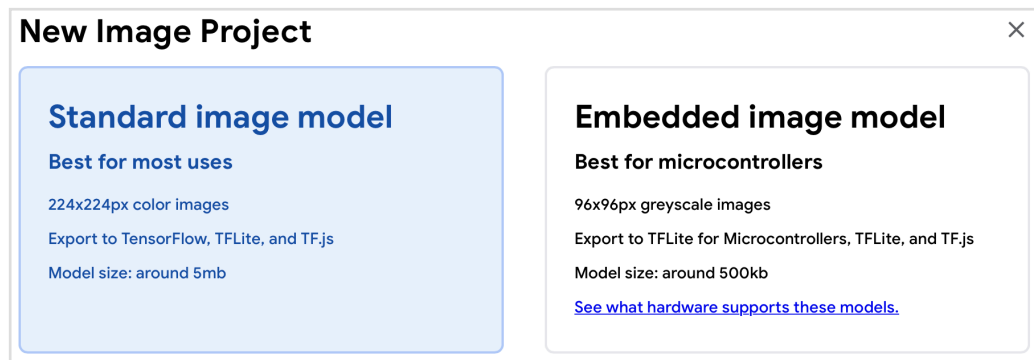 New Image Project
Standard image model
Best for most uses
224x224px color images
Export to TensorFlow, TFLite, and TF.js
Model size: around 5mb
Embedded image model
Best for microcontrollers
96x96px greyscale images
Export to TFLite for Microcontrollers, TFLite, and TF.js
Model size: around 500kb
See what hardware supports these models.